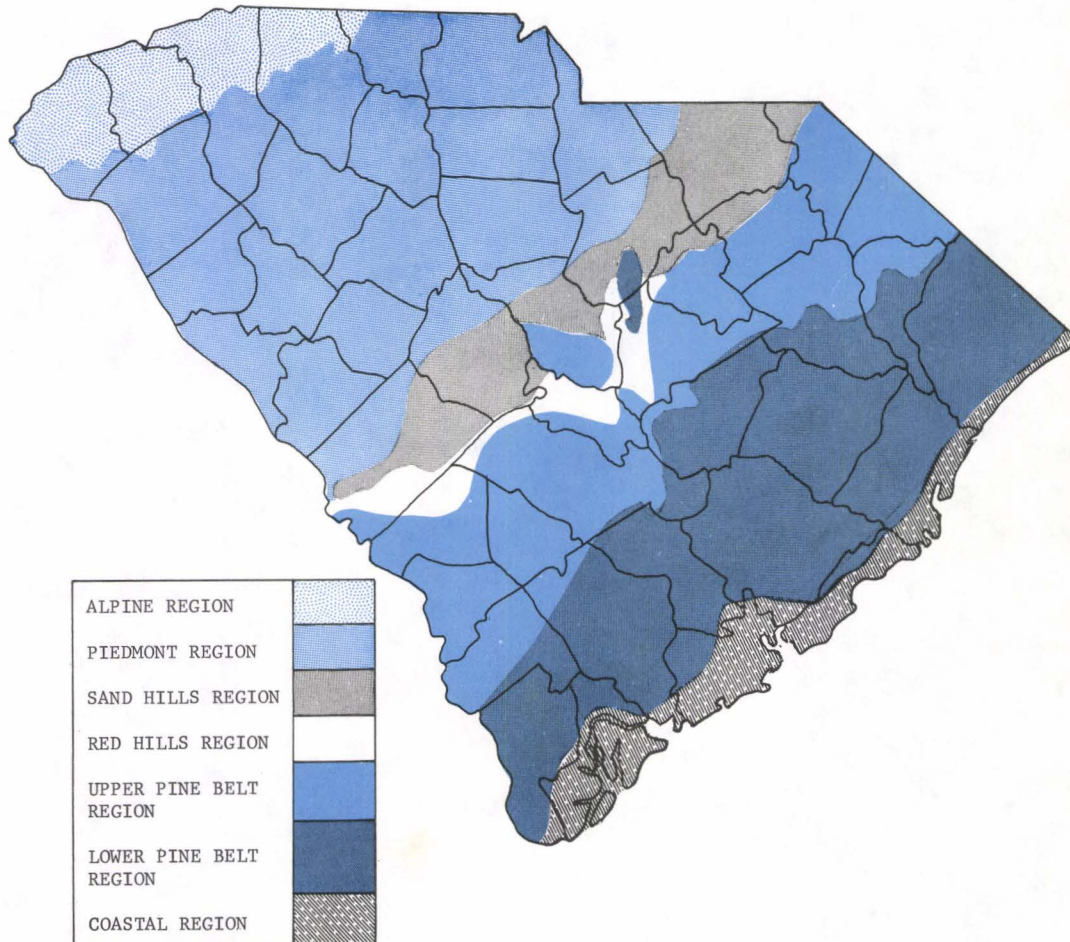 ALPINE REGION
PIEDMONT REGION
SAND HILLS REGION
RED HILLS REGION
UPPER PINE BELT
REGION
LOWER PINE BELT
REGION
COASTAL REGION